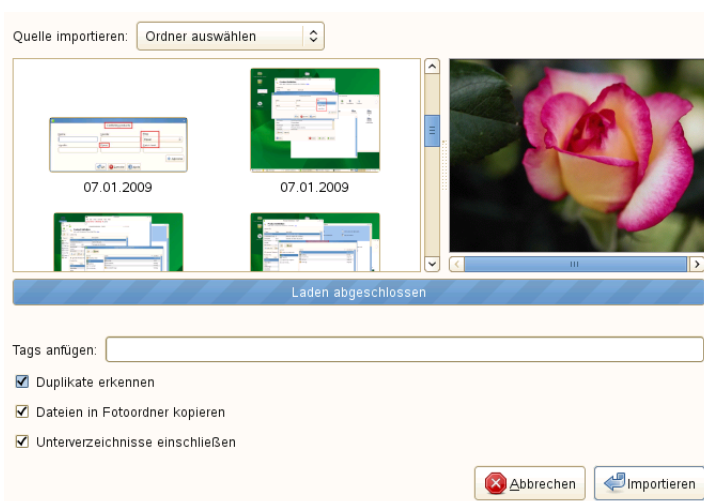 Quelle importieren: Ordner auswählen
07.01.2009 07.01.2009
Laden abgeschlossen
Tags anfügen:
Duplikate erkennen
Dateien in Fotoordner kopieren
Unterverzeichnisse einschließen
Abbrechen Importieren